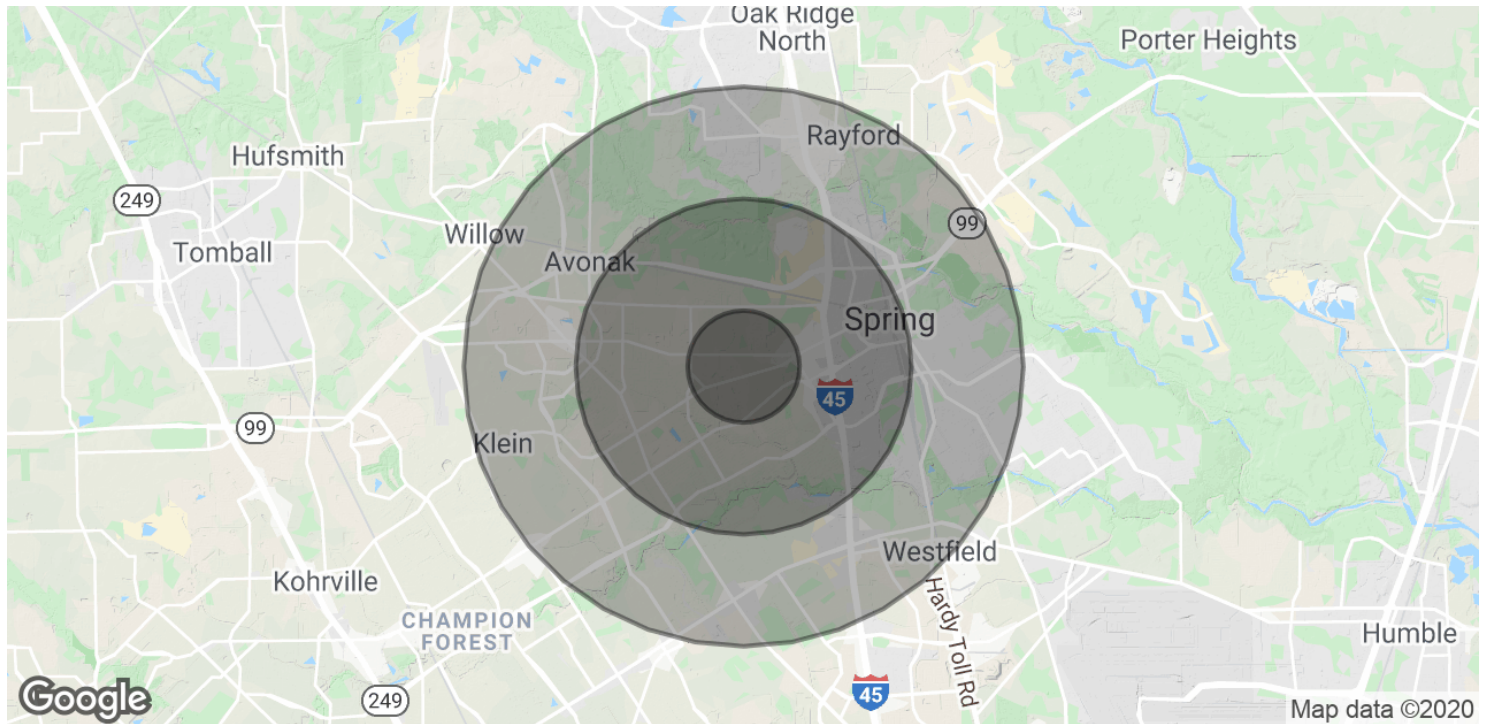 Oak Ridge
North
Porter Heights
Rayford
Hufsmith
249
99
Willow
Tomball
Avonak
Spring
45
99
Klein
Westfield
Kohrville
Hardy Toll Rd
CHAMPION
FOREST
Humble
249
45
Google
Map data ©2020